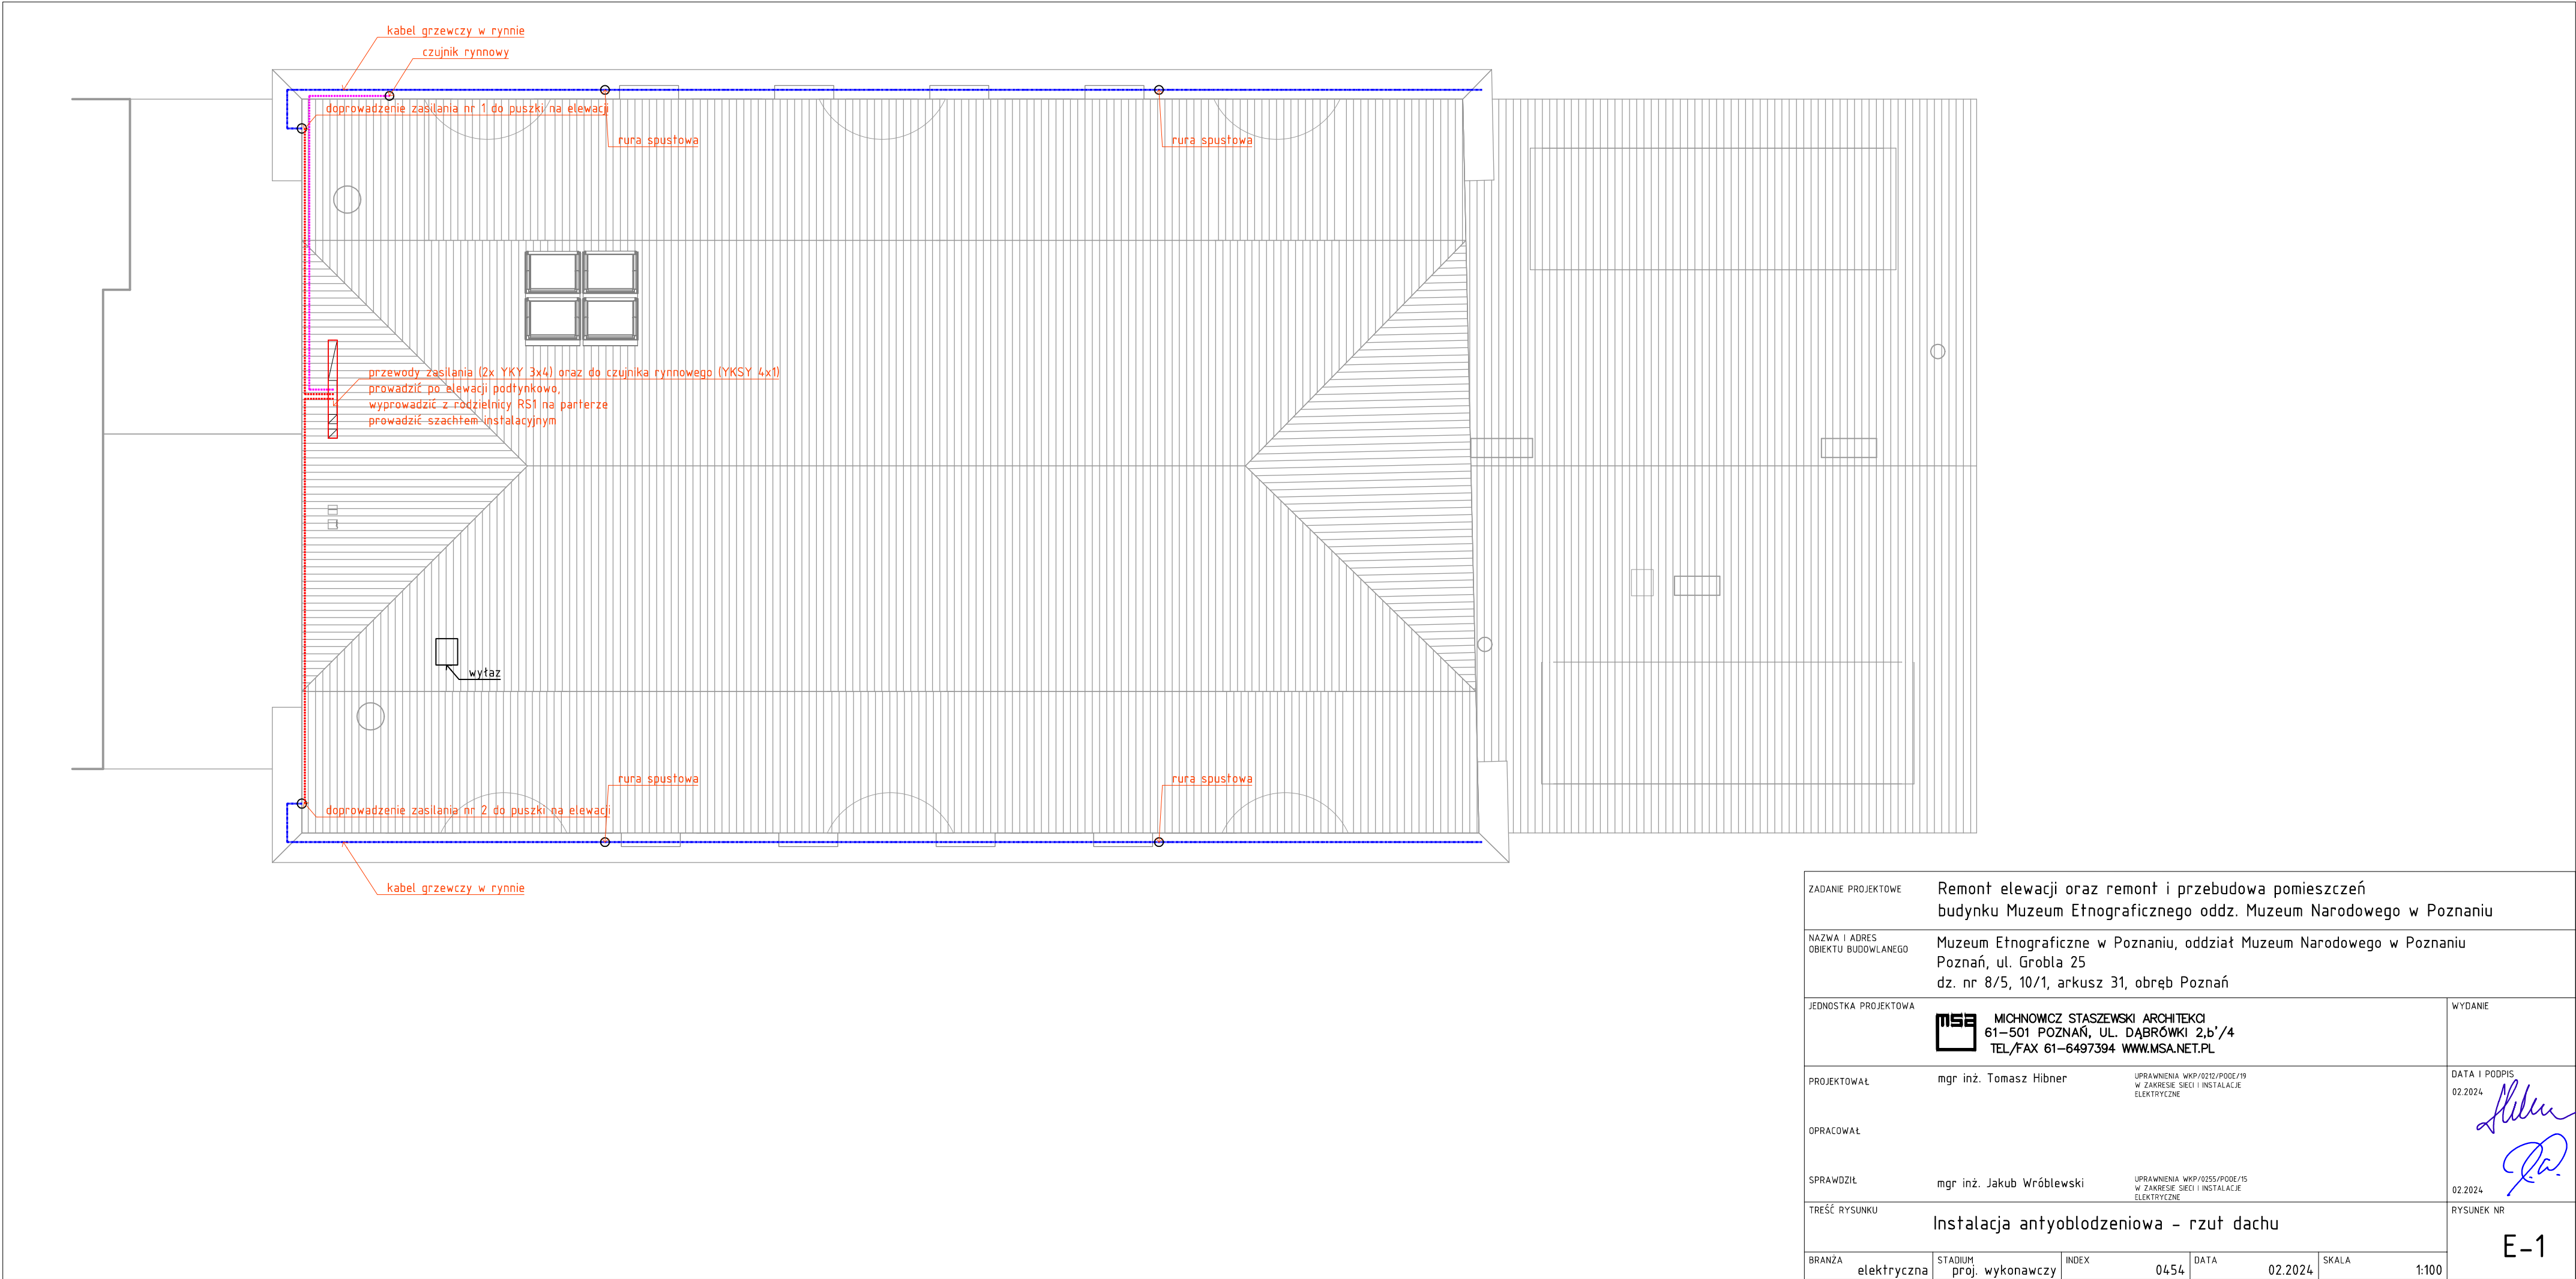 kabel grzewczy w rynnie
czujnik rynnowy
doprowadzenie zasilania nr 1 do puszki na elewacji
rura spustowa
rura spustowa
przewody zasilania (2x YKY 3x4) oraz do czujnika rynnowego (YKSY 4x1)
prowadzić po elewacji podtynkowo,
wyprowadzić z rodzielnicy RS1 na parterze
prowadzić szachtem instalacyjnym
wyłaz
rura spustowa
rura spustowa
doprowadzenie zasilania nr 2 do puszki na elewacji
kabel grzewczy w rynnie
ZADANIE PROJEKTOWE
Remont elewacji oraz remont i przebudowa pomieszczeń
budynku Muzeum Etnograficznego oddz. Muzeum Narodowego w Poznaniu
NAZWA I ADRES
OBIEKTU BUDOWLANEGO
Muzeum Etnograficzne w Poznaniu, oddział Muzeum Narodowego w Poznaniu
Poznań, ul. Grobla 25
dz. nr 8/5, 10/1, arkusz 31, obręb Poznań
JEDNOSTKA PROJEKTOWA
msa
MICHNOWICZ STASZEWSKI ARCHITEKCI
61-501 POZNAŃ, UL. DĄBRÓWKI 2,b'/4
TEL/FAX 61-6497394 WWW.MSA.NET.PL
WYDANIE
PROJEKTOWAŁ
mgr inż. Tomasz Hibner
UPRAWNIENIA WKP/0212/POOE/19
W ZAKRESIE SIECI I INSTALACJE
ELEKTRYCZNE
DATA I PODPIS
02.2024
OPRACOWAŁ
SPRAWDZIŁ
mgr inż. Jakub Wróblewski
UPRAWNIENIA WKP/0255/POOE/15
W ZAKRESIE SIECI I INSTALACJE
ELEKTRYCZNE
02.2024
TREŚĆ RYSUNKU
Instalacja antyoblodzeniowa - rzut dachu
RYSUNEK NR
E-1
BRANŻA
elektryczna
STADIUM
proj. wykonawczy
INDEX
0454
DATA
02.2024
SKALA
1:100